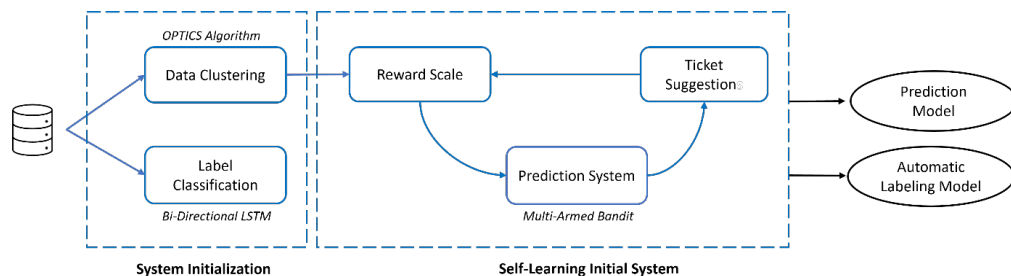 OPTICS Algorithm
Data Clustering
Label
Classification
Bi-Directional LSTM
System Initialization
Reward Scale
Ticket
Suggestions
Prediction System
Multi-Armed Bandit
Self-Learning Initial System
Prediction
Model
Automatic
Labeling Model